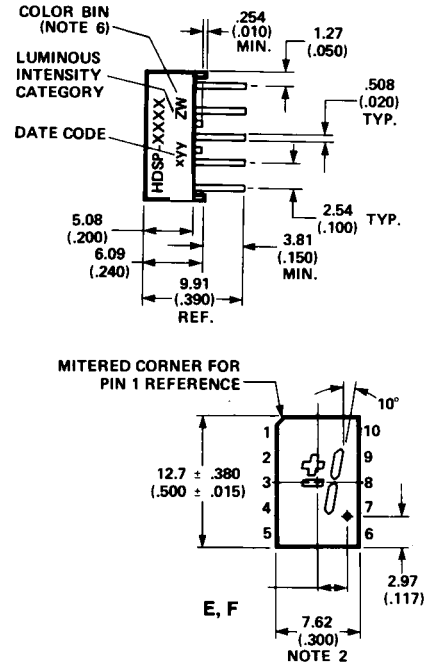 COLOR BIN
(NOTE 6)
LUMINOUS
INTENSITY
CATEGORY
DATE CODE
HDSP-XXXX
xyy
ZW
.254
(.010)
MIN.
1.27
(.050)
.508
(.020)
TYP.
2.54
(.100)
TYP.
5.08
(.200)
3.81
(.150)
MIN.
6.09
(.240)
9.91
(.390)
REF.
MITERED CORNER FOR
PIN 1 REFERENCE
10°
1
10
2
9
3
8
4
7
5
6
12.7 ± .380
(.500 ± .015)
2.97
(.117)
E, F
7.62
(.300)
NOTE 2